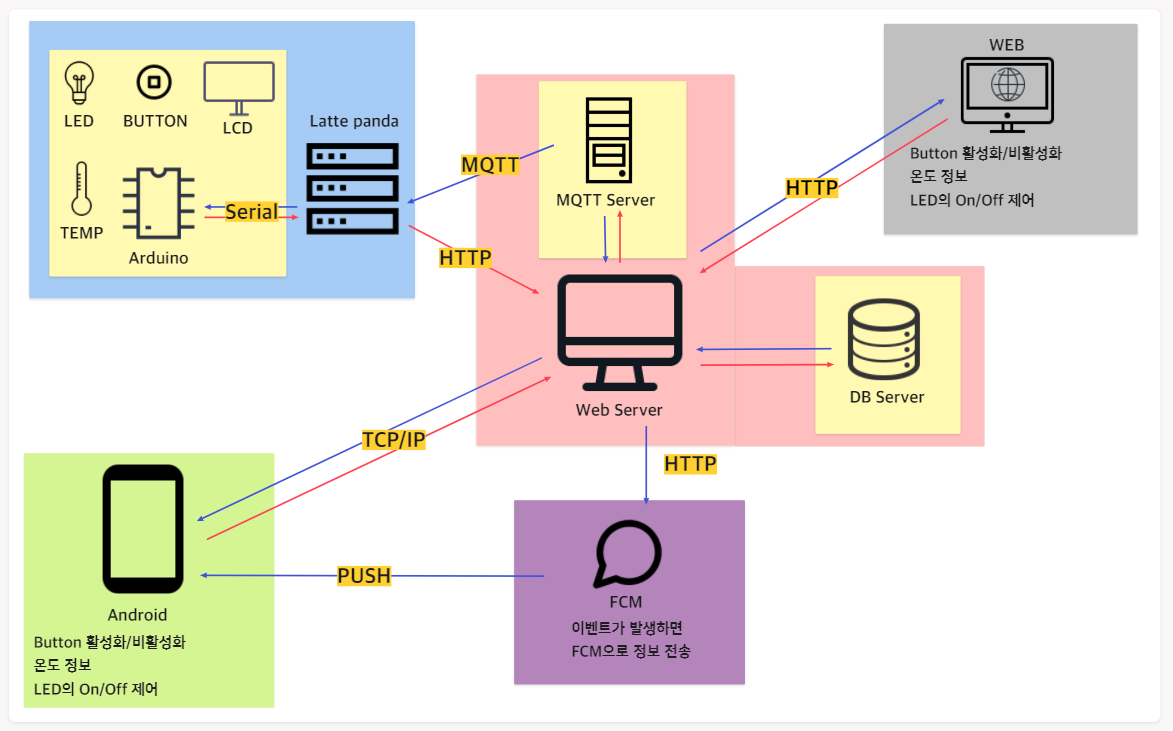 LED
BUTTON
LCD
TEMP
Arduino
Latte panda
Serial
MQTT
HTTP
MQTT Server
Web Server
DB Server
HTTP
WEB
Button 활성화/비활성화
온도 정보
LED의 On/Off 제어
TCP/IP
HTTP
PUSH
Android
Button 활성화/비활성화
온도 정보
LED의 On/Off 제어
FCM
이벤트가 발생하면
FCM으로 정보 전송